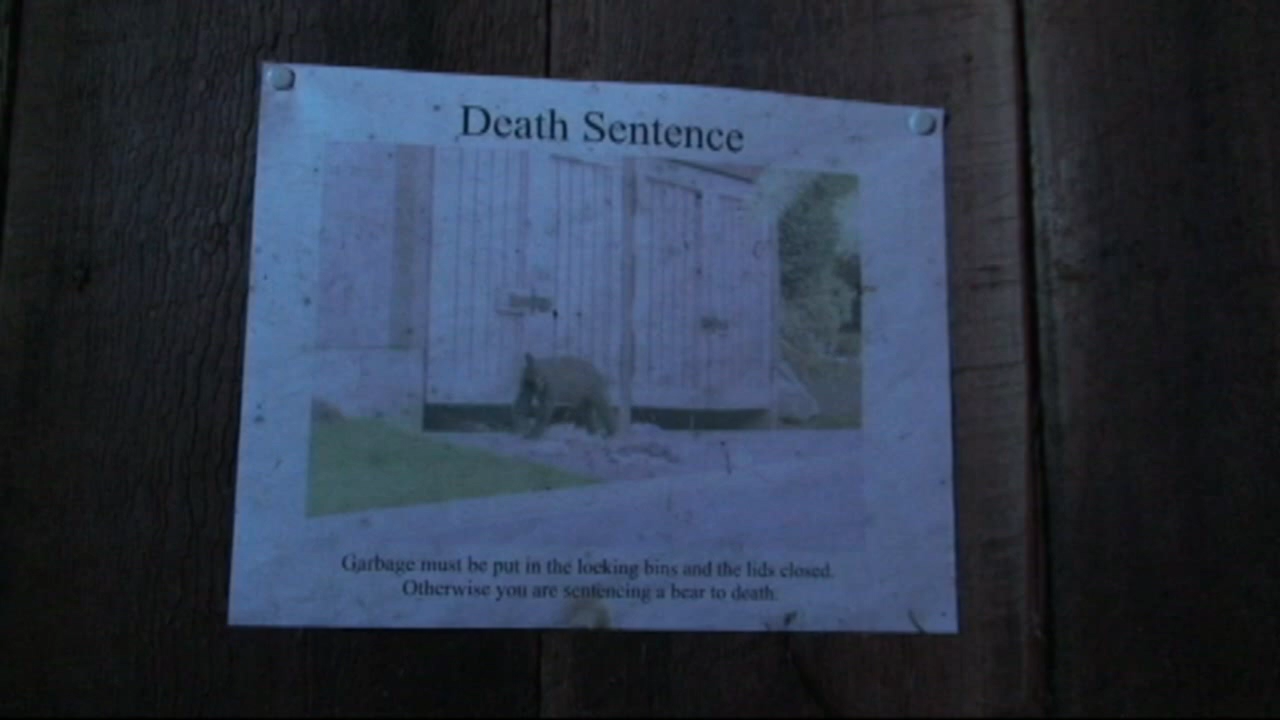 Death Sentence
Garbage must be put in the locking bins and the lids closed.
Otherwise you are sentencing a bear to death.